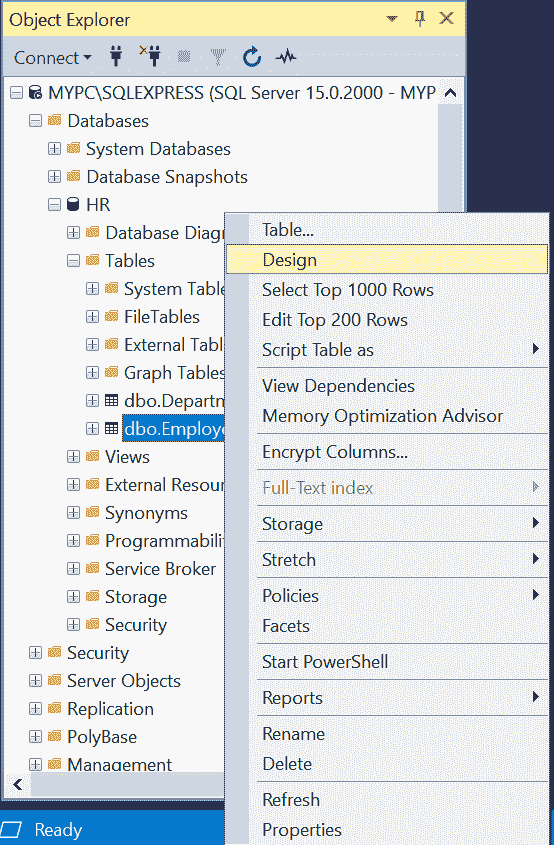 Object Explorer
Connect
MYPC\SQLEXPRESS (SQL Server 15.0.2000 - MYP
Databases
System Databases
Database Snapshots
HR
Database Diagr
Tables
System Table
FileTables
External Tabl
Graph Tables
dbo.Departn
dbo.Employe
Views
External Resour
Synonyms
Programmabili
Service Broker
Storage
Security
Security
Server Objects
Replication
PolyBase
Management
Ready
Table...
Design
Select Top 1000 Rows
Edit Top 200 Rows
Script Table as
View Dependencies
Memory Optimization Advisor
Encrypt Columns...
Full-Text index
Storage
Stretch
Policies
Facets
Start PowerShell
Reports
Rename
Delete
Refresh
Properties